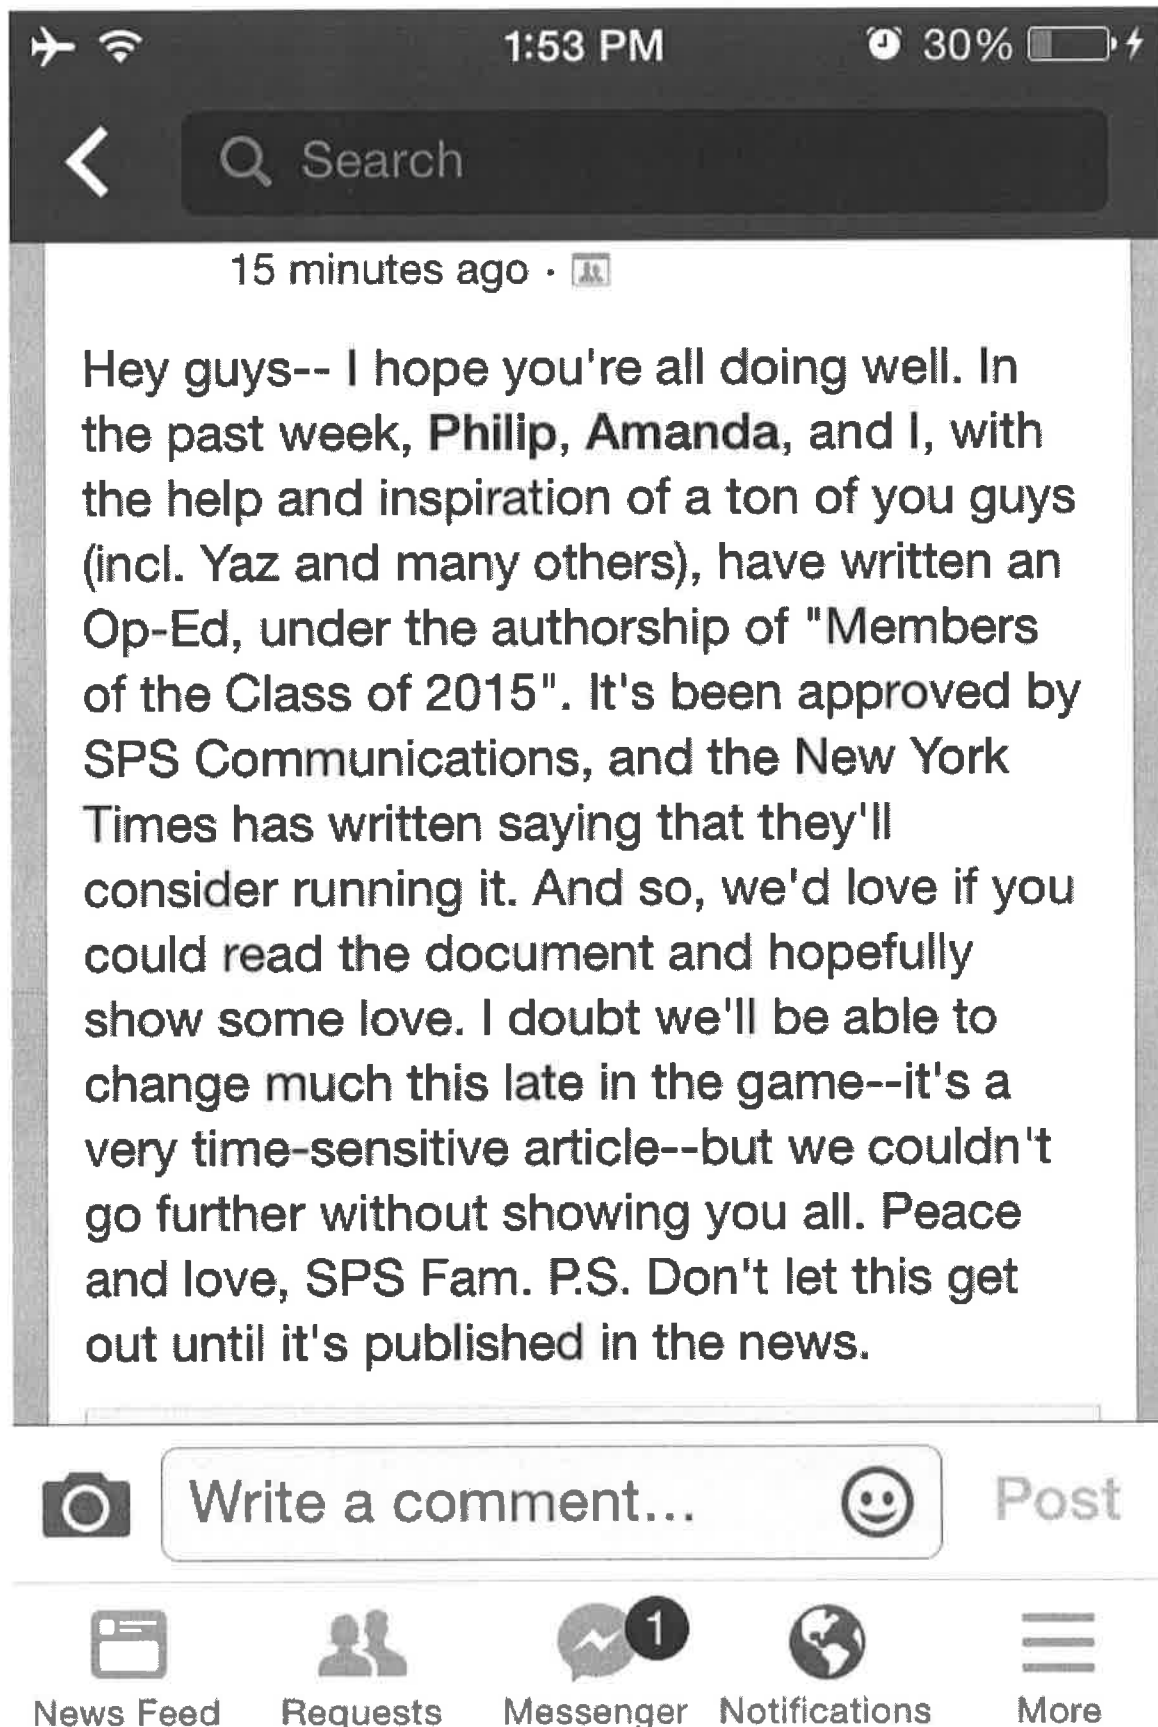 1:53 PM 30%
Search
15 minutes ago ·
Hey guys-- I hope you're all doing well. In
the past week, Philip, Amanda, and I, with
the help and inspiration of a ton of you guys
(incl. Yaz and many others), have written an
Op-Ed, under the authorship of "Members
of the Class of 2015". It's been approved by
SPS Communications, and the New York
Times has written saying that they'll
consider running it. And so, we'd love if you
could read the document and hopefully
show some love. I doubt we'll be able to
change much this late in the game--it's a
very time-sensitive article--but we couldn't
go further without showing you all. Peace
and love, SPS Fam. P.S. Don't let this get
out until it's published in the news.
Write a comment... Post
1
News Feed Requests Messenger Notifications More